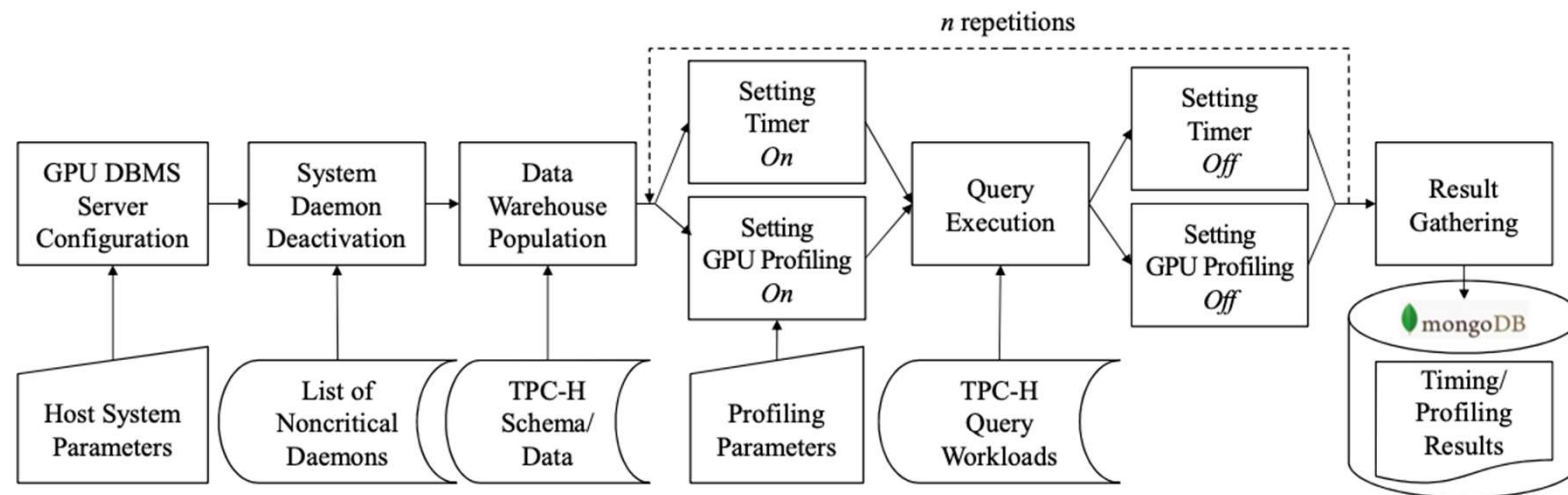 n repetitions
GPU DBMS
Server
Configuration
System
Daemon
Deactivation
Data
Warehouse
Population
Setting
Timer
On
Setting
GPU Profiling
On
Query
Execution
Setting
Timer
Off
Setting
GPU Profiling
Off
Result
Gathering
Host System
Parameters
List of
Noncritical
Daemons
TPC-H
Schema/
Data
Profiling
Parameters
TPC-H
Query
Workloads
mongoDB
Timing/
Profiling
Results